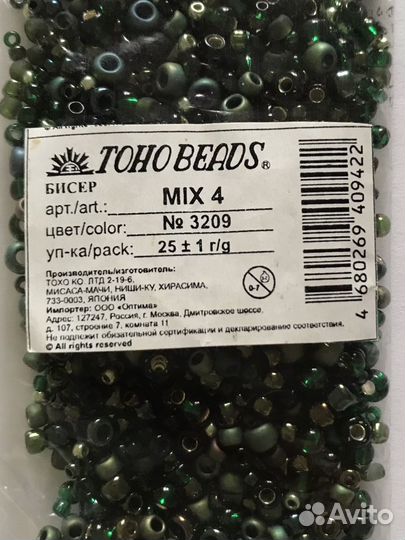 TOHO BEADS®
БИСЕР
арт./art.: MIX 4
цвет/color: № 3209
уп-ка/pack: 25 ± 1 г/g
Производитель/изготовитель:
ТОХО КО. ЛТД 2-19-6,
МИСАСА-МАЧИ, НИШИ-КУ, ХИРАСИМА,
733-0003, ЯПОНИЯ
0-7
Импортер: ООО «Оптима»
Адрес: 127247, Россия, г. Москва, Дмитровское шоссе,
д. 107, строение 7, комната 11
Не подлежит обязательной сертификации и декларированию соответствия.
© All rights reserved
4 680269 409422
Avito